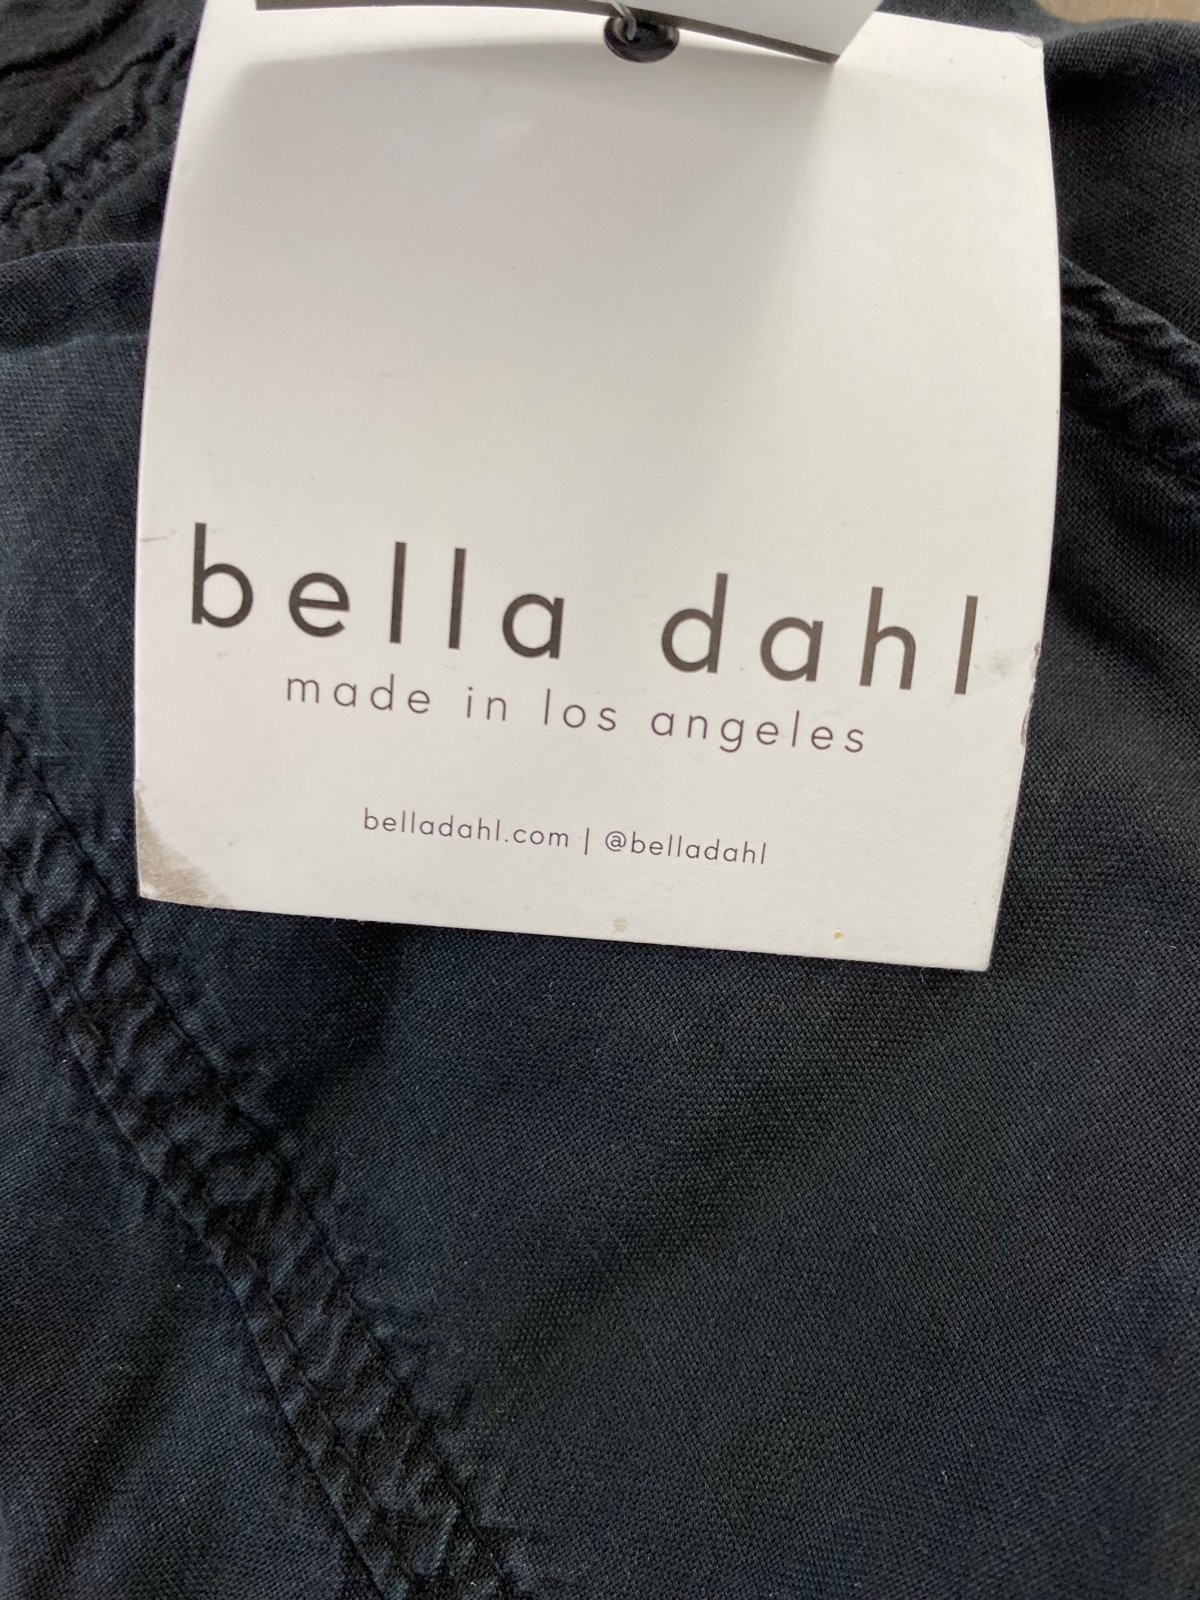 bella dahl
made in los angeles
belladahl.com | @belladahl